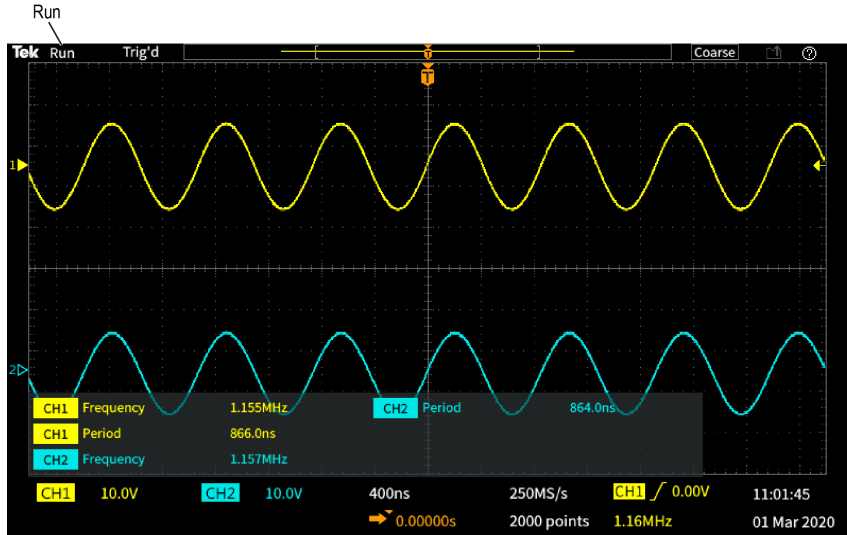 Run
Tek Run Trig'd T Coarse ?
T
1
2
CH1 Frequency 1.155MHz CH2 Period 864.0ns
CH1 Period 866.0ns
CH2 Frequency 1.157MHz
CH1 10.0V CH2 10.0V 400ns 250MS/s CH1 0.00V 11:01:45
0.00000s 2000 points 1.16MHz 01 Mar 2020